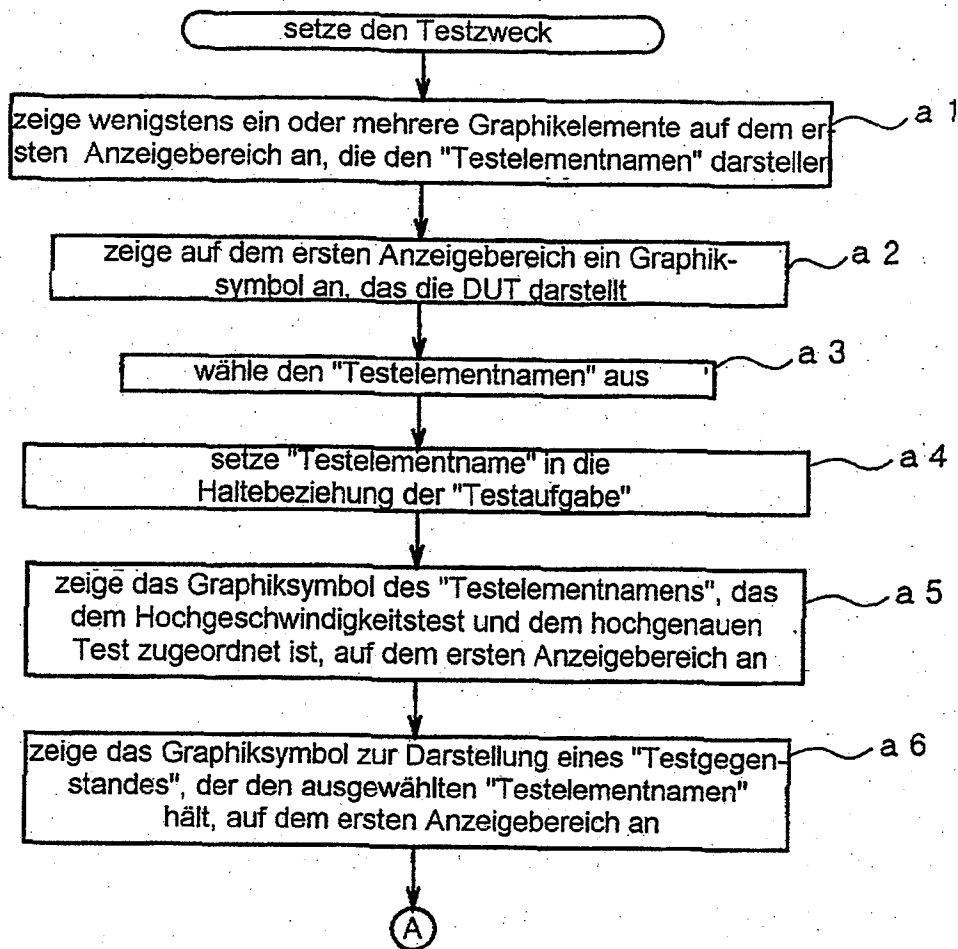 setze den Testzweck
zeige wenigstens ein oder mehrere Graphikelemente auf dem er-
sten Anzeigebereich an, die den "Testelementnamen" darsteller
a 1
zeige auf dem ersten Anzeigebereich ein Graphik-
symbol an, das die DUT darstellt
a 2
wähle den "Testelementnamen" aus
a 3
setze "Testelementname" in die
Haltebeziehung der "Testaufgabe"
a 4
zeige das Graphiksymbol des "Testelementnamens", das
dem Hochgeschwindigkeitstest und dem hochgenauen
Test zugeordnet ist, auf dem ersten Anzeigebereich an
a 5
zeige das Graphiksymbol zur Darstellung eines "Testgegen-
standes", der den ausgewählten "Testelementnamen"
hält, auf dem ersten Anzeigebereich an
a 6
A